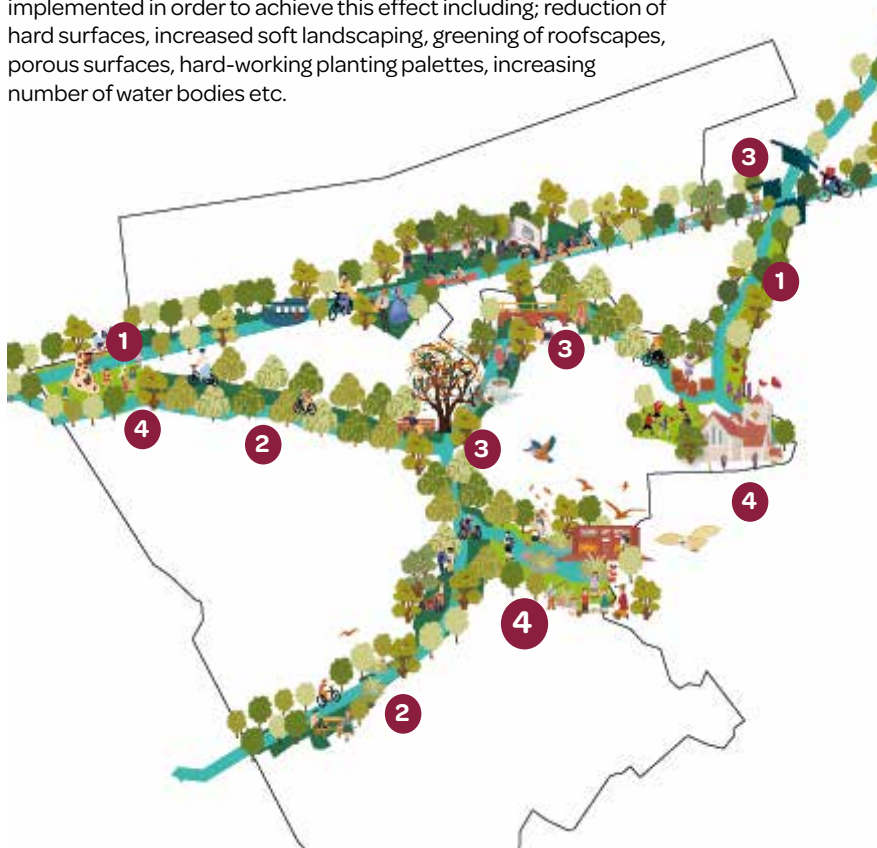 implemented in order to achieve this effect including; reduction of
hard surfaces, increased soft landscaping, greening of roofscapes,
porous surfaces, hard-working planting palettes, increasing
number of water bodies etc.
3
1
1
3
4
2
3
4
4
2